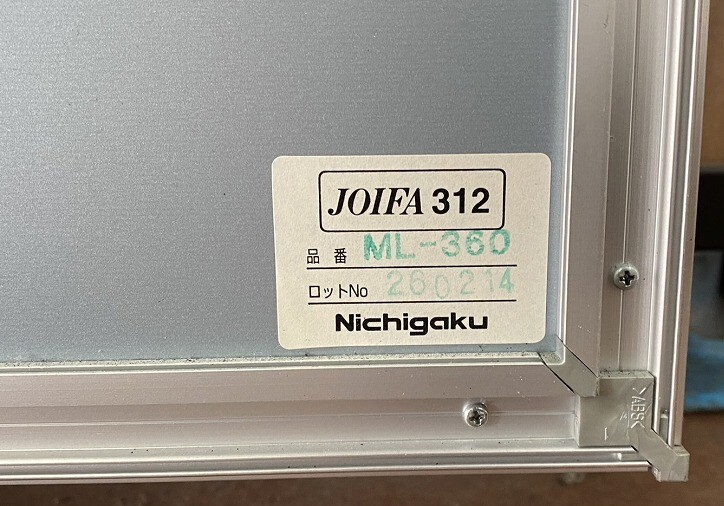 JOIFA 312
品番 ML-360
ロットNo 260214
Nichigaku
>ABS<